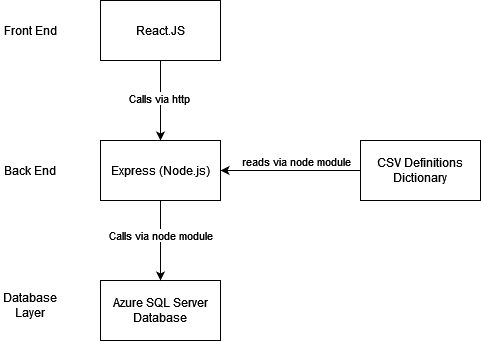 Front End
React.JS
Calls via http
Back End
Express (Node.js)
reads via node module
CSV Definitions
Dictionary
Calls via node module
Database
Layer
Azure SQL Server
Database